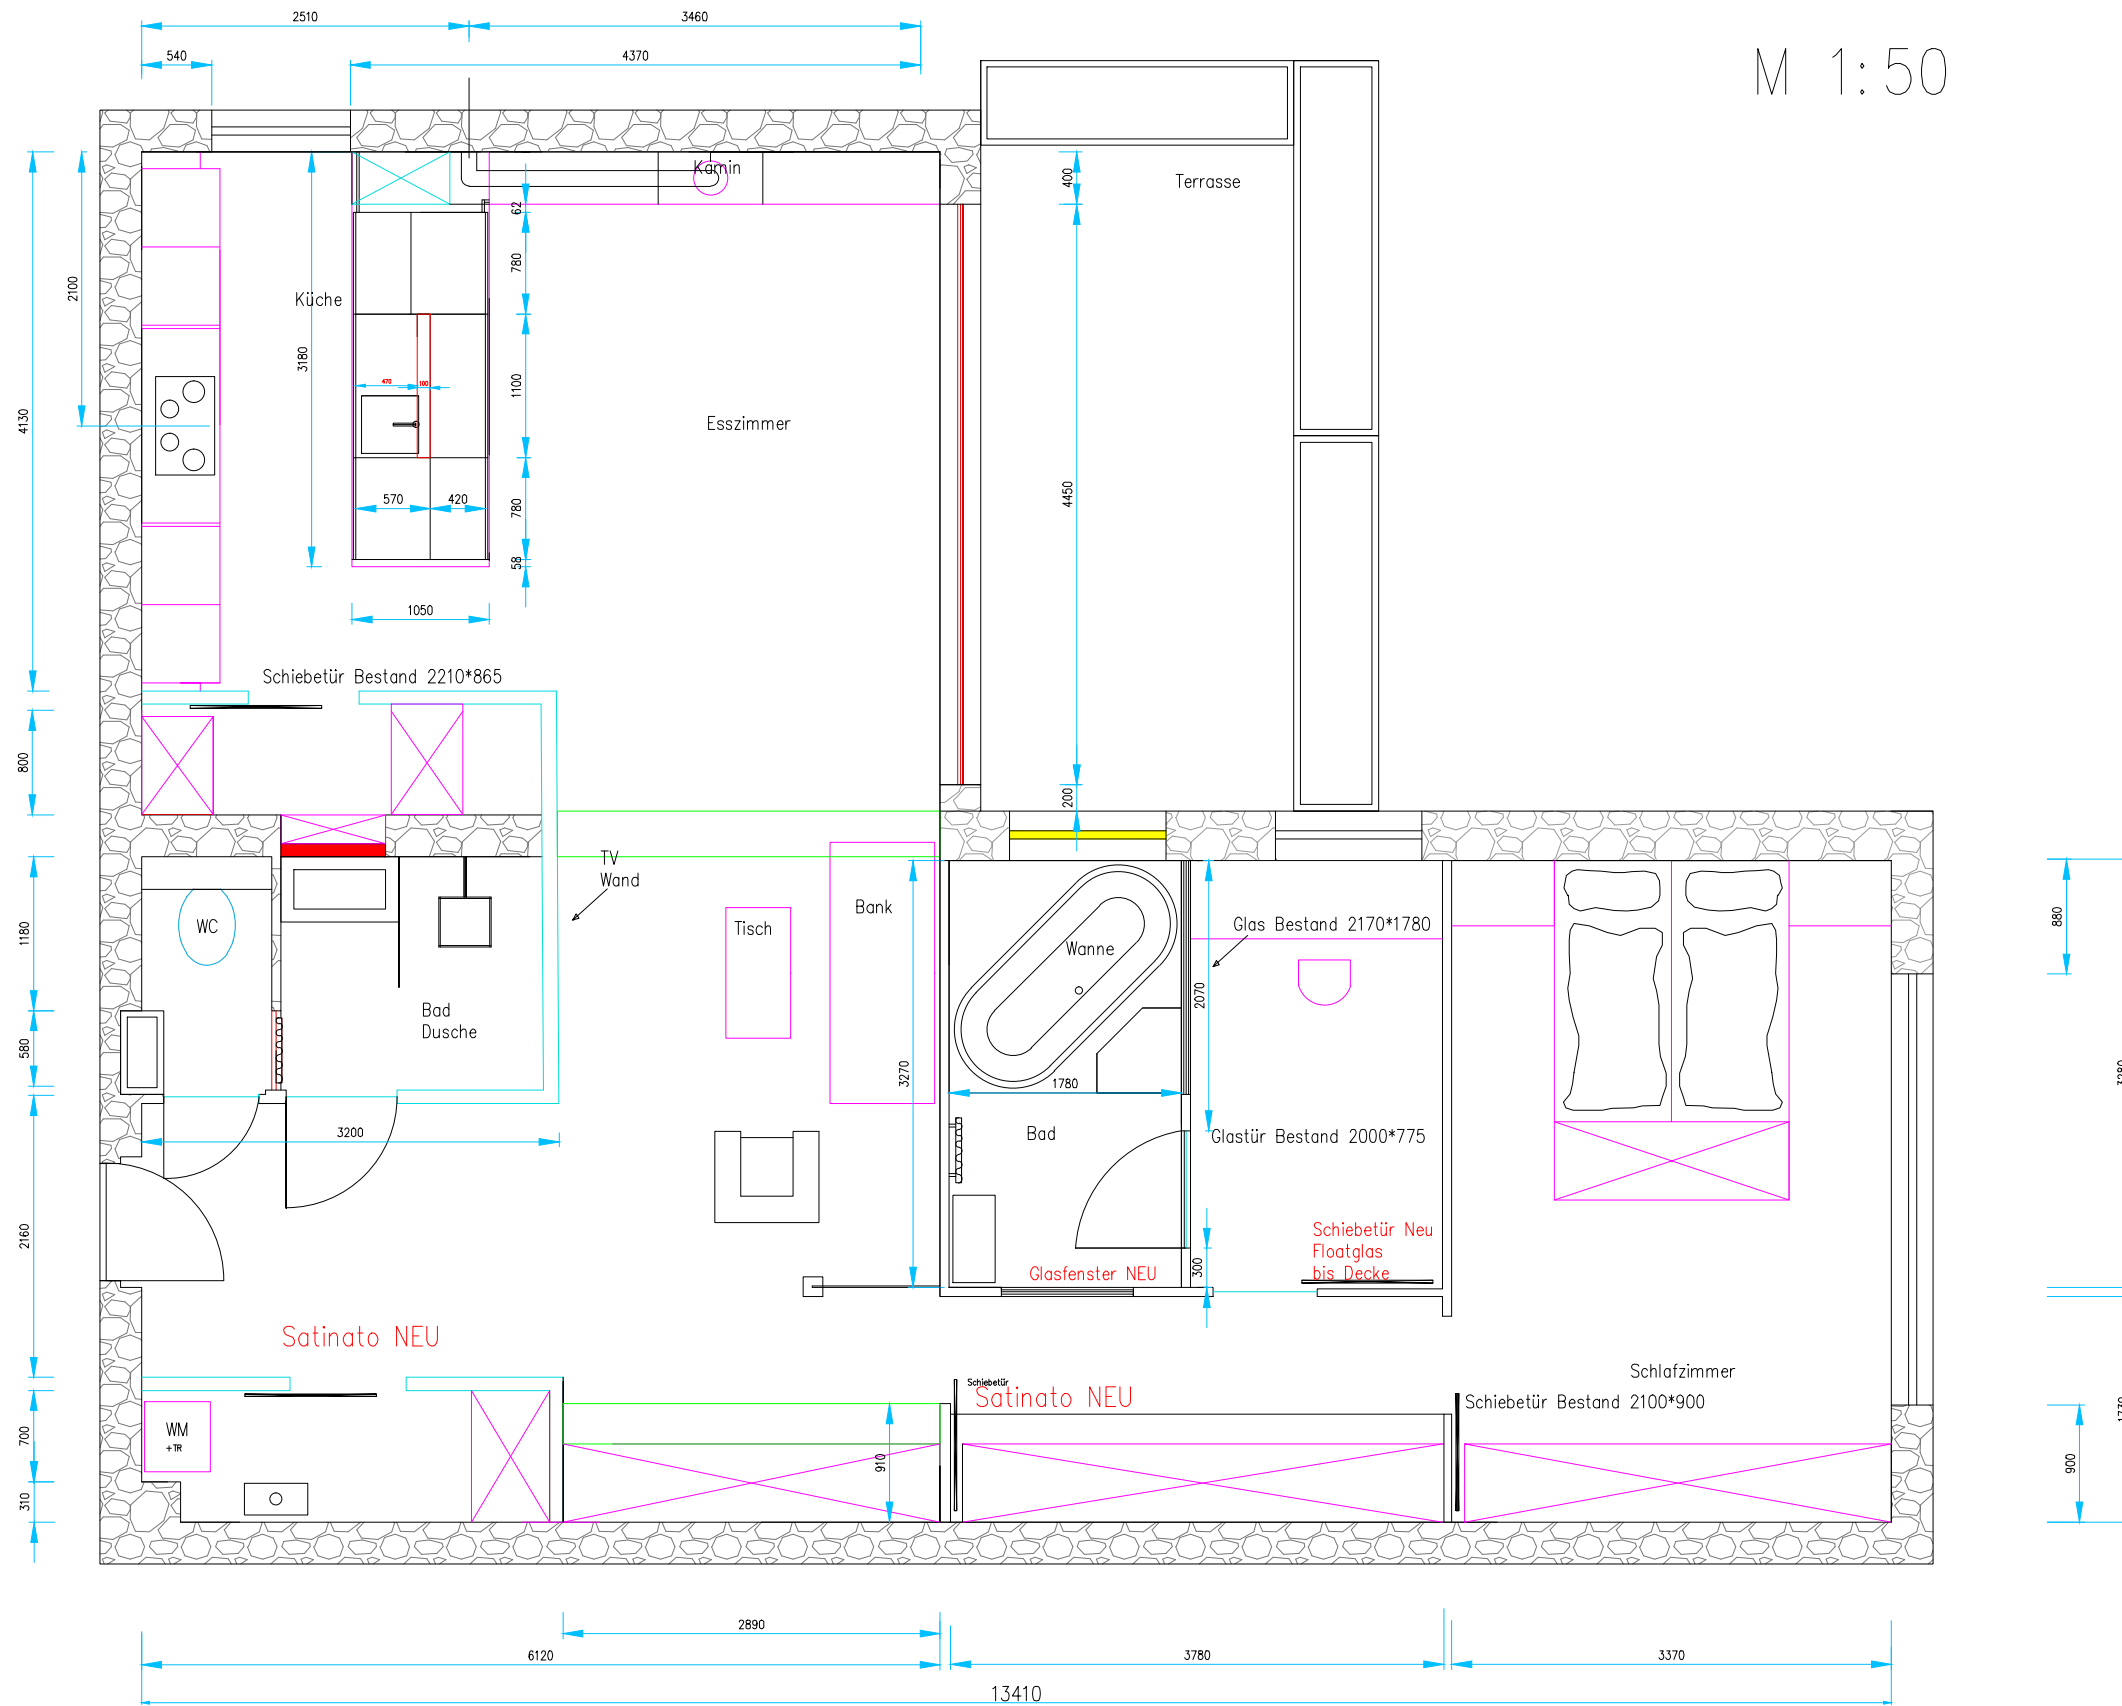 2510
3460
540
4370
M 1:50
Kamin
Terrasse
400
62
2100
780
Küche
3180
470
100
1100
4130
Esszimmer
4450
570
420
780
58
1050
Schiebetür Bestand 2210*865
800
200
TV
Wand
WC
Tisch
Bank
Wanne
Glas Bestand 2170*1780
880
1180
2070
Bad
Dusche
580
3270
1780
3280
3200
Bad
Glastür Bestand 2000*775
2160
Schiebetür Neu
Floatglas
bis Decke
Glasfenster NEU
300
Satinato NEU
Schiebetür
Satinato NEU
Schlafzimmer
Schiebetür Bestand 2100*900
WM
+TR
700
910
900
310
2890
6120
3780
3370
13410